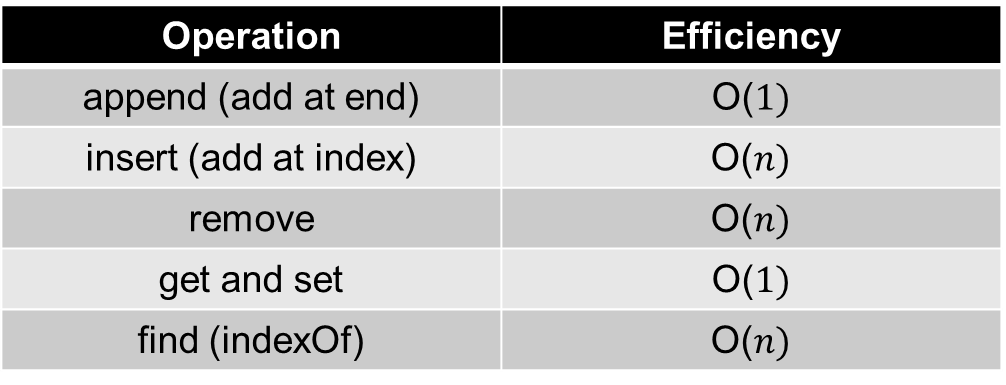 Operation Efficiency
append (add at end) O(1)
insert (add at index) O(n)
remove O(n)
get and set O(1)
find (indexOf) O(n)